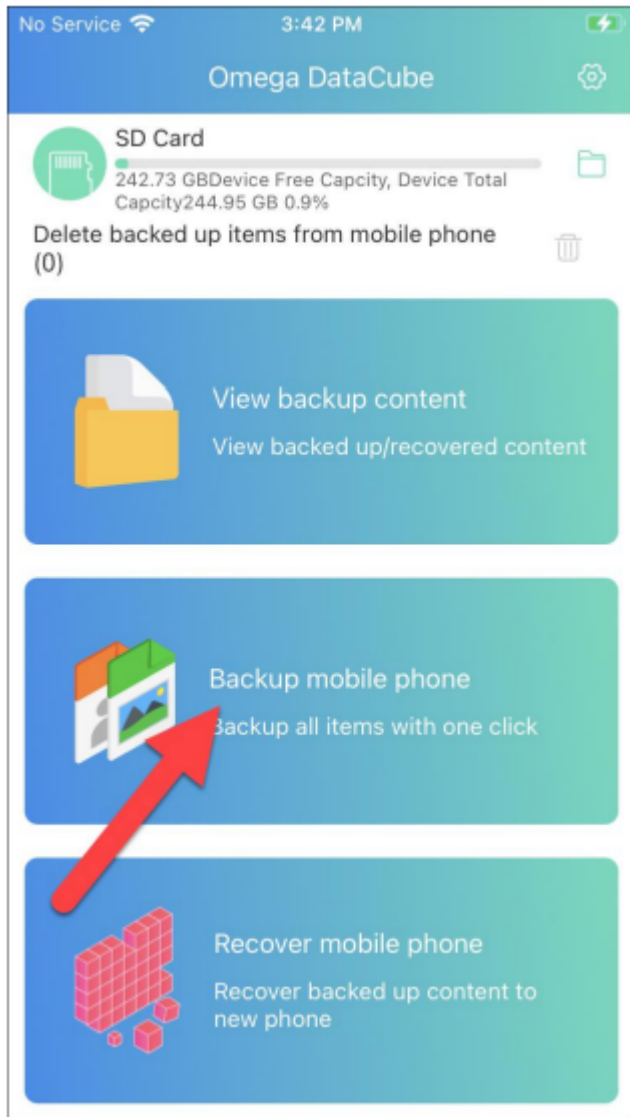 No Service 3:42 PM
Omega DataCube
SD Card
242.73 GBDevice Free Capcity, Device Total
Capcity244.95 GB 0.9%
Delete backed up items from mobile phone
(0)
View backup content
View backed up/recovered content
Backup mobile phone
Backup all items with one click
Recover mobile phone
Recover backed up content to
new phone